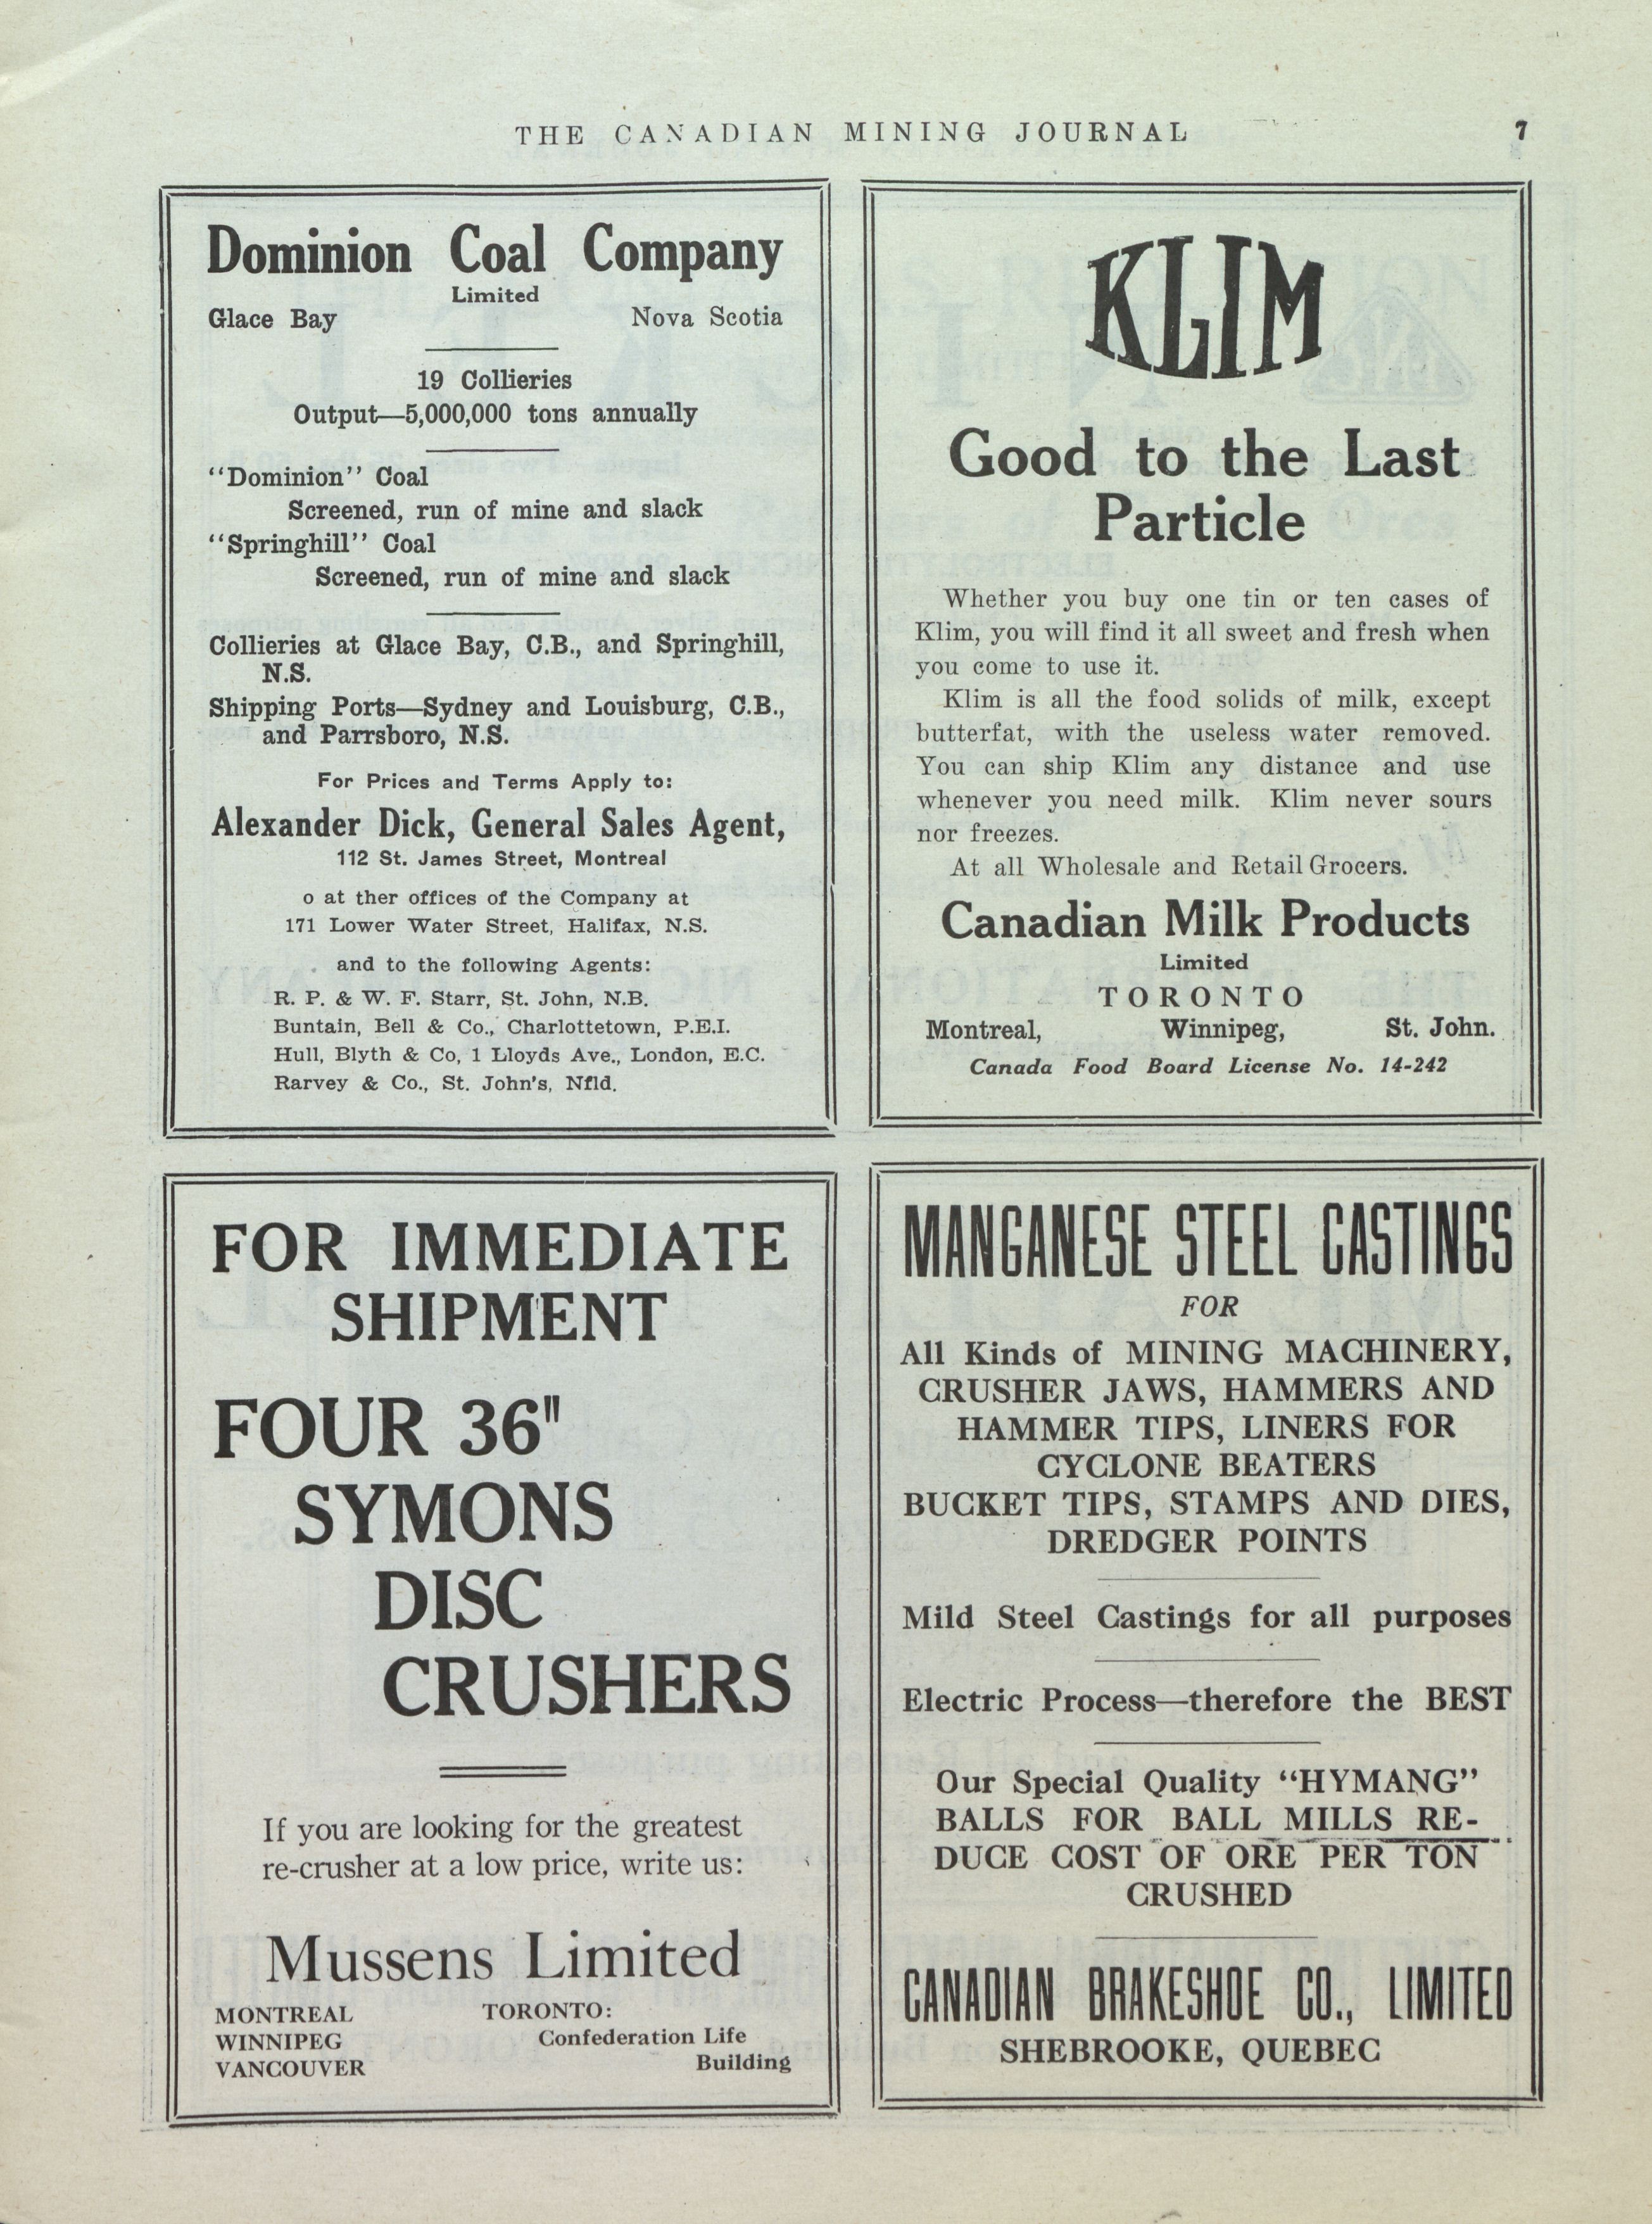 THE CANADIAN MINING JOURNAL 7
Dominion Coal Company
Limited
Glace Bay Nova Scotia
19 Collieries
Output—5,000,000 tons annually
"Dominion" Coal
Screened, run of mine and slack
"Springhill" Coal
Screened, run of mine and slack
Collieries at Glace Bay, C.B., and Springhill,
N.S.
Shipping Ports—Sydney and Louisburg, C.B.,
and Parrsboro, N.S.
For Prices and Terms Apply to:
Alexander Dick, General Sales Agent,
112 St. James Street, Montreal
o at ther offices of the Company at
171 Lower Water Street, Halifax, N.S.
and to the following Agents:
R. P. & W. F. Starr, St. John, N.B.
Buntain, Bell & Co., Charlottetown, P.E.I.
Hull, Blyth & Co, 1 Lloyds Ave., London, E.C.
Rarvey & Co., St. John's, Nfld.
KLIM
Good to the Last
Particle
Whether you buy one tin or ten cases of
Klim, you will find it all sweet and fresh when
you come to use it.
Klim is all the food solids of milk, except
butterfat, with the useless water removed.
You can ship Klim any distance and use
whenever you need milk. Klim never sours
nor freezes.
At all Wholesale and Retail Grocers.
Canadian Milk Products
Limited
TORONTO
Montreal, Winnipeg, St. John.
Canada Food Board License No. 14-242
FOR IMMEDIATE
SHIPMENT
FOUR 36"
SYMONS
DISC
CRUSHERS
If you are looking for the greatest
re-crusher at a low price, write us:
Mussens Limited
MONTREAL TORONTO:
WINNIPEG Confederation Life
VANCOUVER Building
MANGANESE STEEL CASTINGS
FOR
All Kinds of MINING MACHINERY,
CRUSHER JAWS, HAMMERS AND
HAMMER TIPS, LINERS FOR
CYCLONE BEATERS
BUCKET TIPS, STAMPS AND DIES,
DREDGER POINTS
Mild Steel Castings for all purposes
Electric Process—therefore the BEST
Our Special Quality "HYMANG"
BALLS FOR BALL MILLS RE-
DUCE COST OF ORE PER TON
CRUSHED
CANADIAN BRAKESHOE CO., LIMITED
SHEBROOKE, QUEBEC